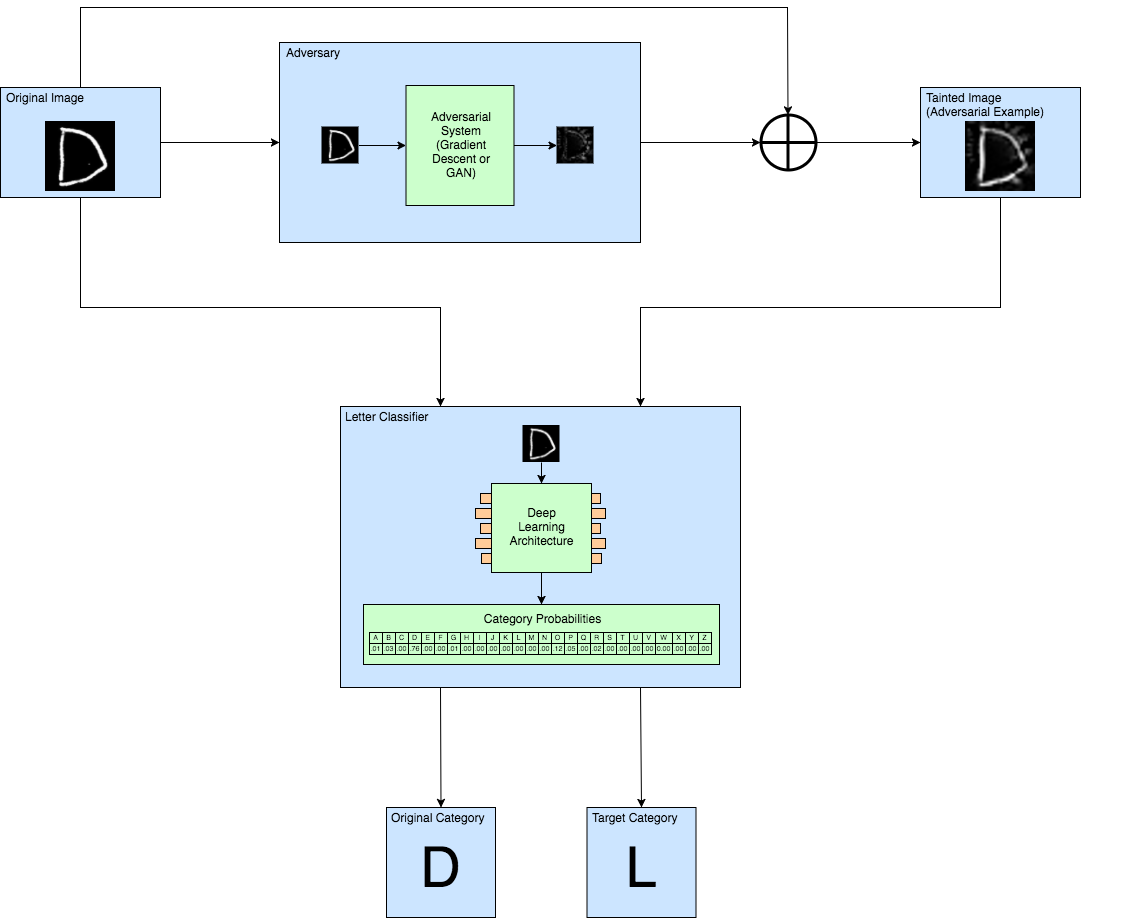 Adversary
Original Image
Adversarial
System
(Gradient
Descent or
GAN)
Tainted Image
(Adversarial Example)
Letter Classifier
Deep
Learning
Architecture
Category Probabilities
A B C D E F G H I J K L M N O P Q R S T U V W X Y Z
.01 .03 .00 .76 .00 .00 .01 .00 .00 .00 .00 .00 .00 .00 .12 .05 .00 .02 .00 .00 .00 .00 0.00 .00 .00 .00
Original Category
D
Target Category
L